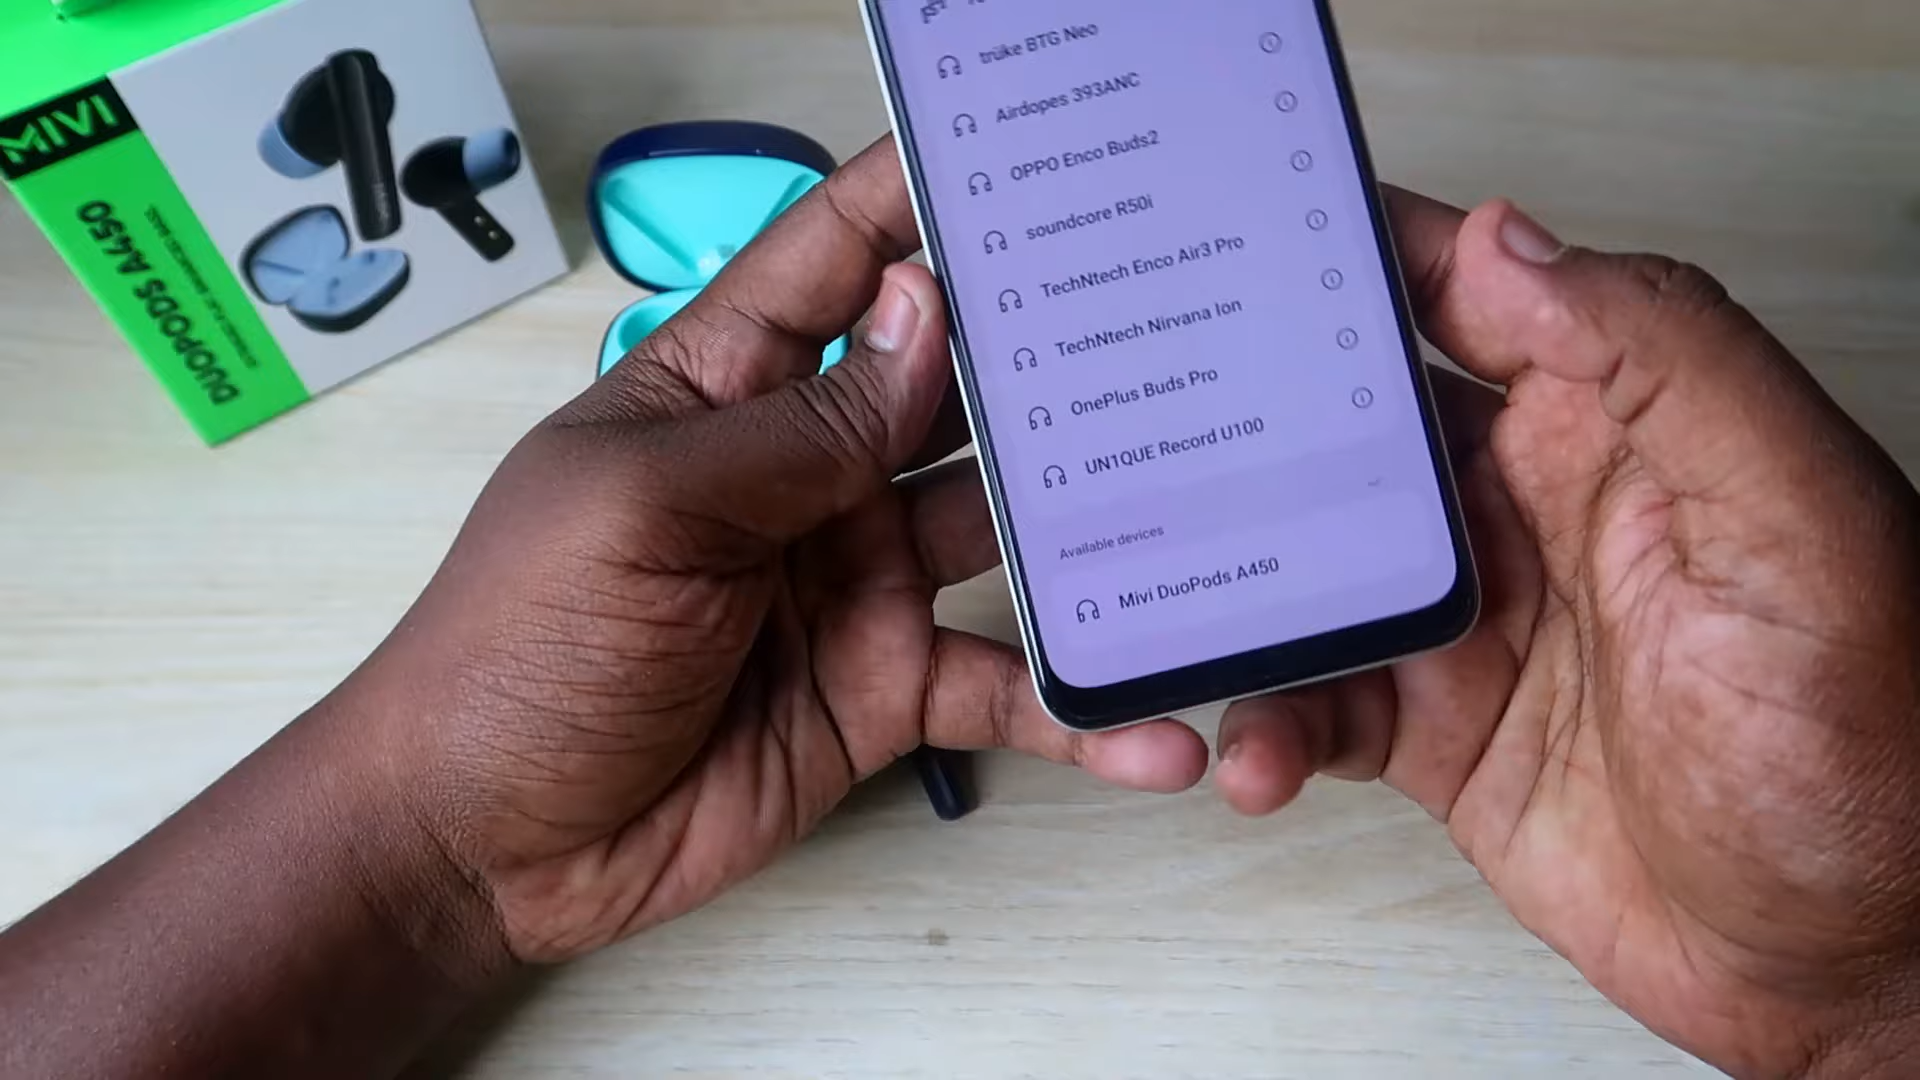 MIVI
DUOPODS A450
trüke BTG Neo
Airdopes 393ANC
OPPO Enco Buds2
soundcore R50i
TechNtech Enco Air3 Pro
TechNtech Nirvana Ion
OnePlus Buds Pro
UN1QUE Record U100
Available devices
Mivi DuoPods A450